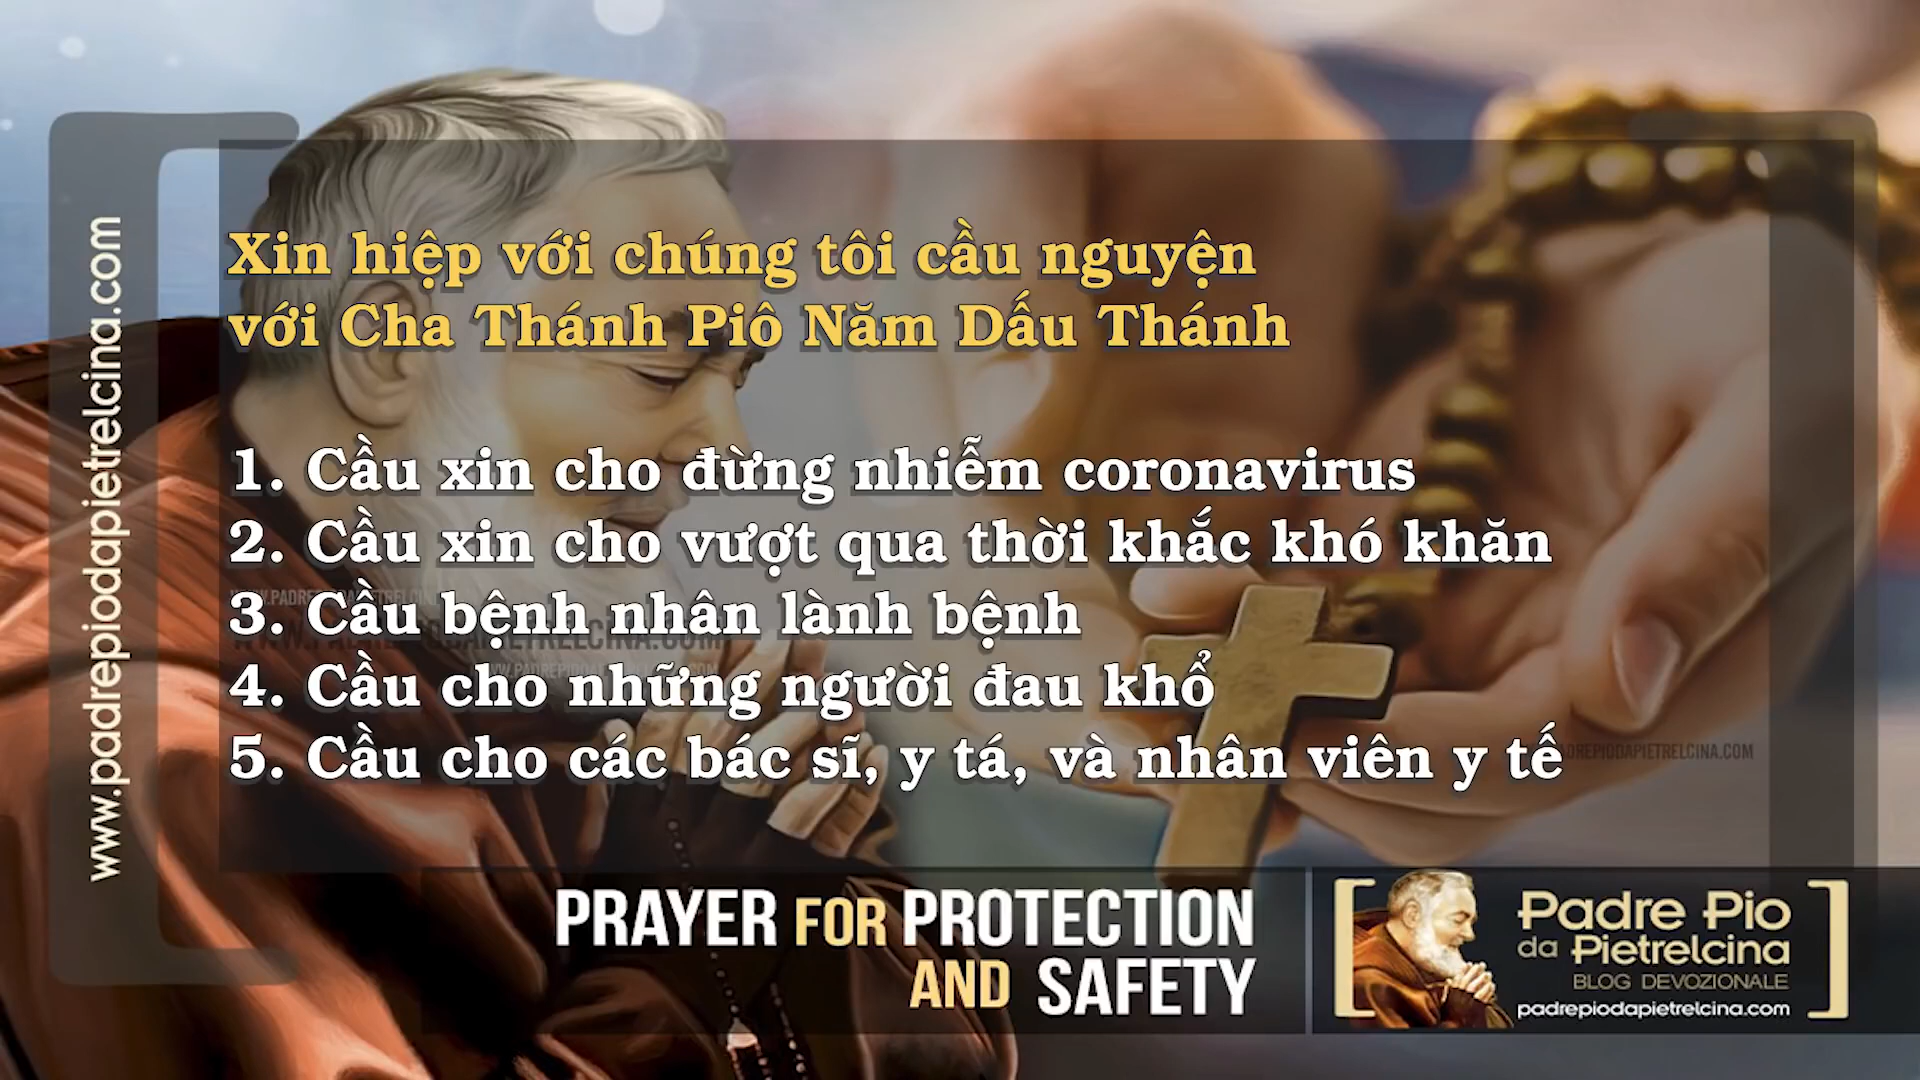 www.padrepiodapietrelcina.com
Xin hiệp với chúng tôi cầu nguyện
với Cha Thánh Piô Năm Dấu Thánh
1. Cầu xin cho đừng nhiễm coronavirus
2. Cầu xin cho vượt qua thời khắc khó khăn
3. Cầu bệnh nhân lành bệnh
4. Cầu cho những người đau khổ
5. Cầu cho các bác sĩ, y tá, và nhân viên y tế
PRAYER FOR PROTECTION
AND SAFETY
Padre Pio
da Pietrelcina
BLOG DEVOZIONALE
padrepiodapietrelcina.com